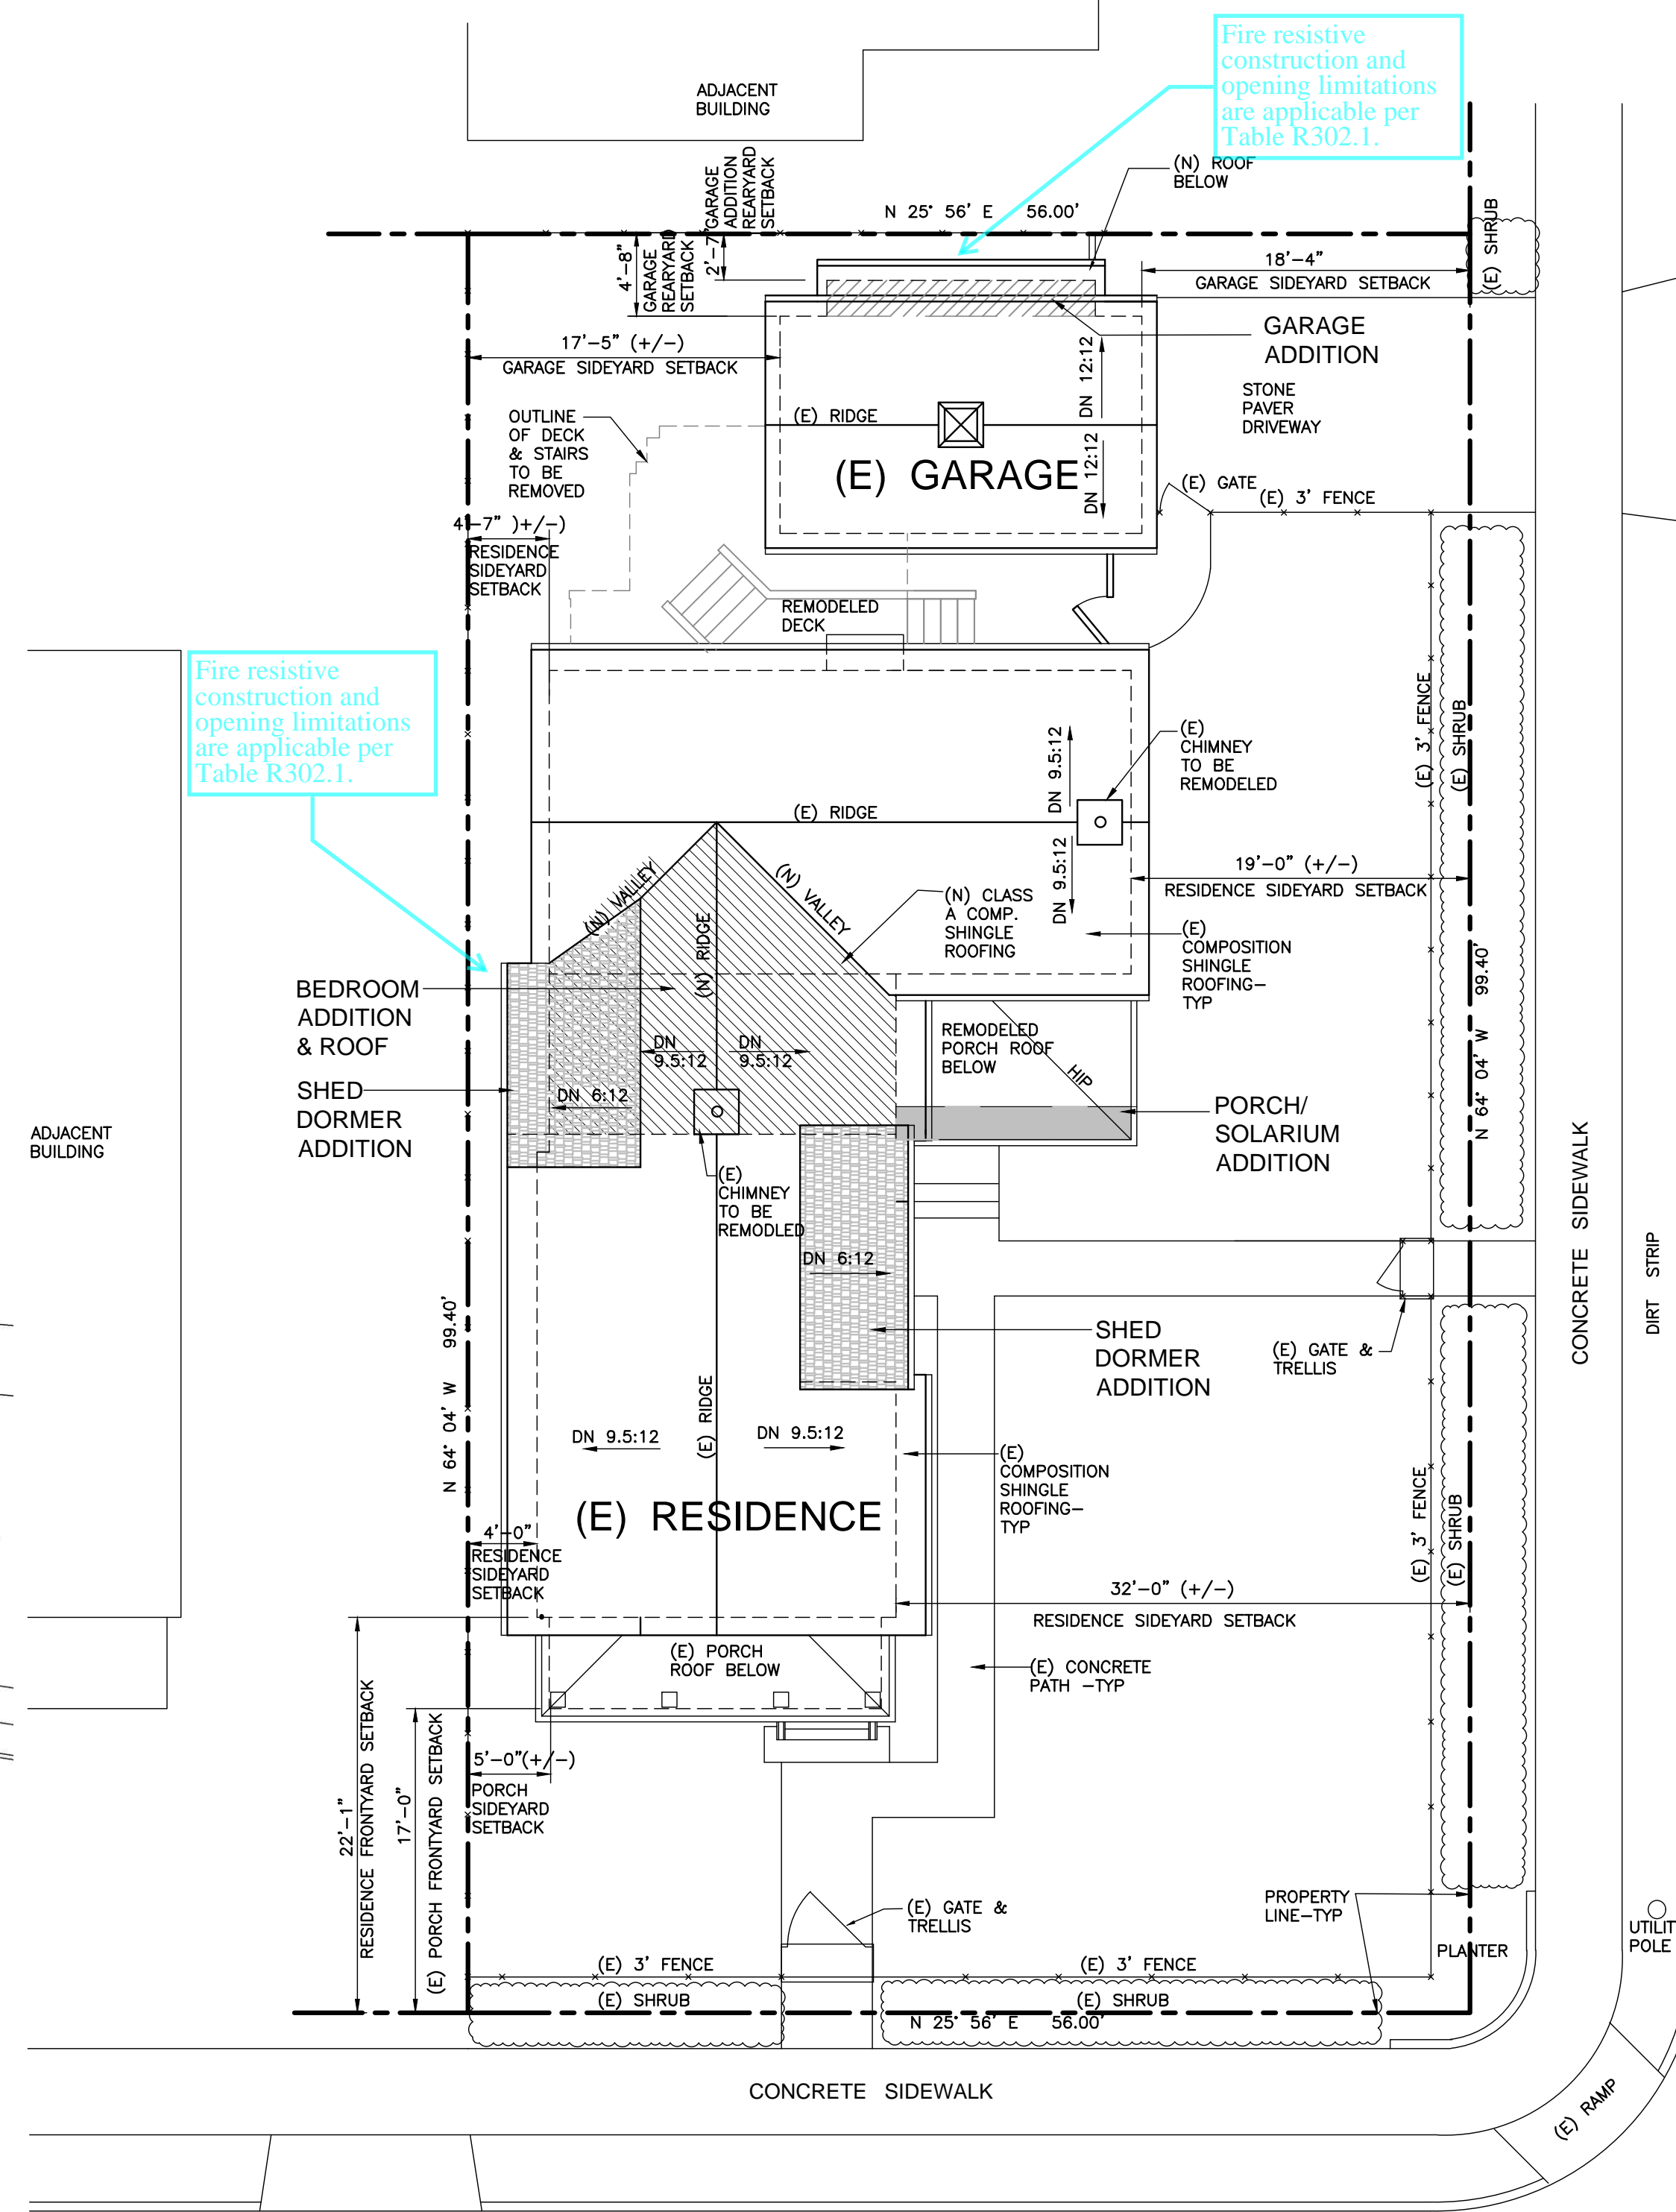 Fire resistive
construction and
opening limitations
are applicable per
Table R302.1.
ADJACENT
BUILDING
(N) ROOF
BELOW
GARAGE
ADDITION
REARYARD
SETBACK
N 25° 56' E 56.00'
(E) SHRUB
2'-7"
4'-8"
GARAGE
REARYARD
SETBACK
18'-4"
GARAGE SIDEYARD SETBACK
GARAGE
ADDITION
17'-5" (+/-)
GARAGE SIDEYARD SETBACK
DN 12:12
STONE
PAVER
DRIVEWAY
OUTLINE
OF DECK
& STAIRS
TO BE
REMOVED
(E) RIDGE
DN 12:12
(E) GARAGE
(E) GATE
(E) 3' FENCE
4'-7" )+/-)
RESIDENCE
SIDEYARD
SETBACK
REMODELED
DECK
Fire resistive
construction and
opening limitations
are applicable per
Table R302.1.
(E) 3' FENCE
(E) SHRUB
DN 9.5:12
(E)
CHIMNEY
TO BE
REMODELED
(E) RIDGE
DN 9.5:12
19'-0" (+/-)
RESIDENCE SIDEYARD SETBACK
(N) VALLEY
(N) VALLEY
(N) RIDGE
(N) CLASS
A COMP.
SHINGLE
ROOFING
(E)
COMPOSITION
SHINGLE
ROOFING-
TYP
N 64° 04' W 99.40'
BEDROOM
ADDITION
& ROOF
DN
9.5:12
DN
9.5:12
REMODELED
PORCH ROOF
BELOW
HIP
SHED
DORMER
ADDITION
DN 6:12
PORCH/
SOLARIUM
ADDITION
ADJACENT
BUILDING
(E)
CHIMNEY
TO BE
REMODLED
DN 6:12
CONCRETE SIDEWALK
DIRT STRIP
SHED
DORMER
ADDITION
(E) GATE &
TRELLIS
N 64° 04' W 99.40'
(E) RIDGE
DN 9.5:12
DN 9.5:12
(E)
COMPOSITION
SHINGLE
ROOFING-
TYP
(E) RESIDENCE
(E) 3' FENCE
(E) SHRUB
4'-0"
RESIDENCE
SIDEYARD
SETBACK
32'-0" (+/-)
RESIDENCE SIDEYARD SETBACK
(E) PORCH
ROOF BELOW
(E) CONCRETE
PATH -TYP
22'-1"
RESIDENCE FRONTYARD SETBACK
17'-0"
(E) PORCH FRONTYARD SETBACK
5'-0"(+/-)
PORCH
SIDEYARD
SETBACK
(E) GATE &
TRELLIS
PROPERTY
LINE-TYP
PLANTER
UTILIT
POLE
(E) 3' FENCE
(E) 3' FENCE
(E) SHRUB
(E) SHRUB
N 25° 56' E 56.00'
CONCRETE SIDEWALK
(E) RAMP